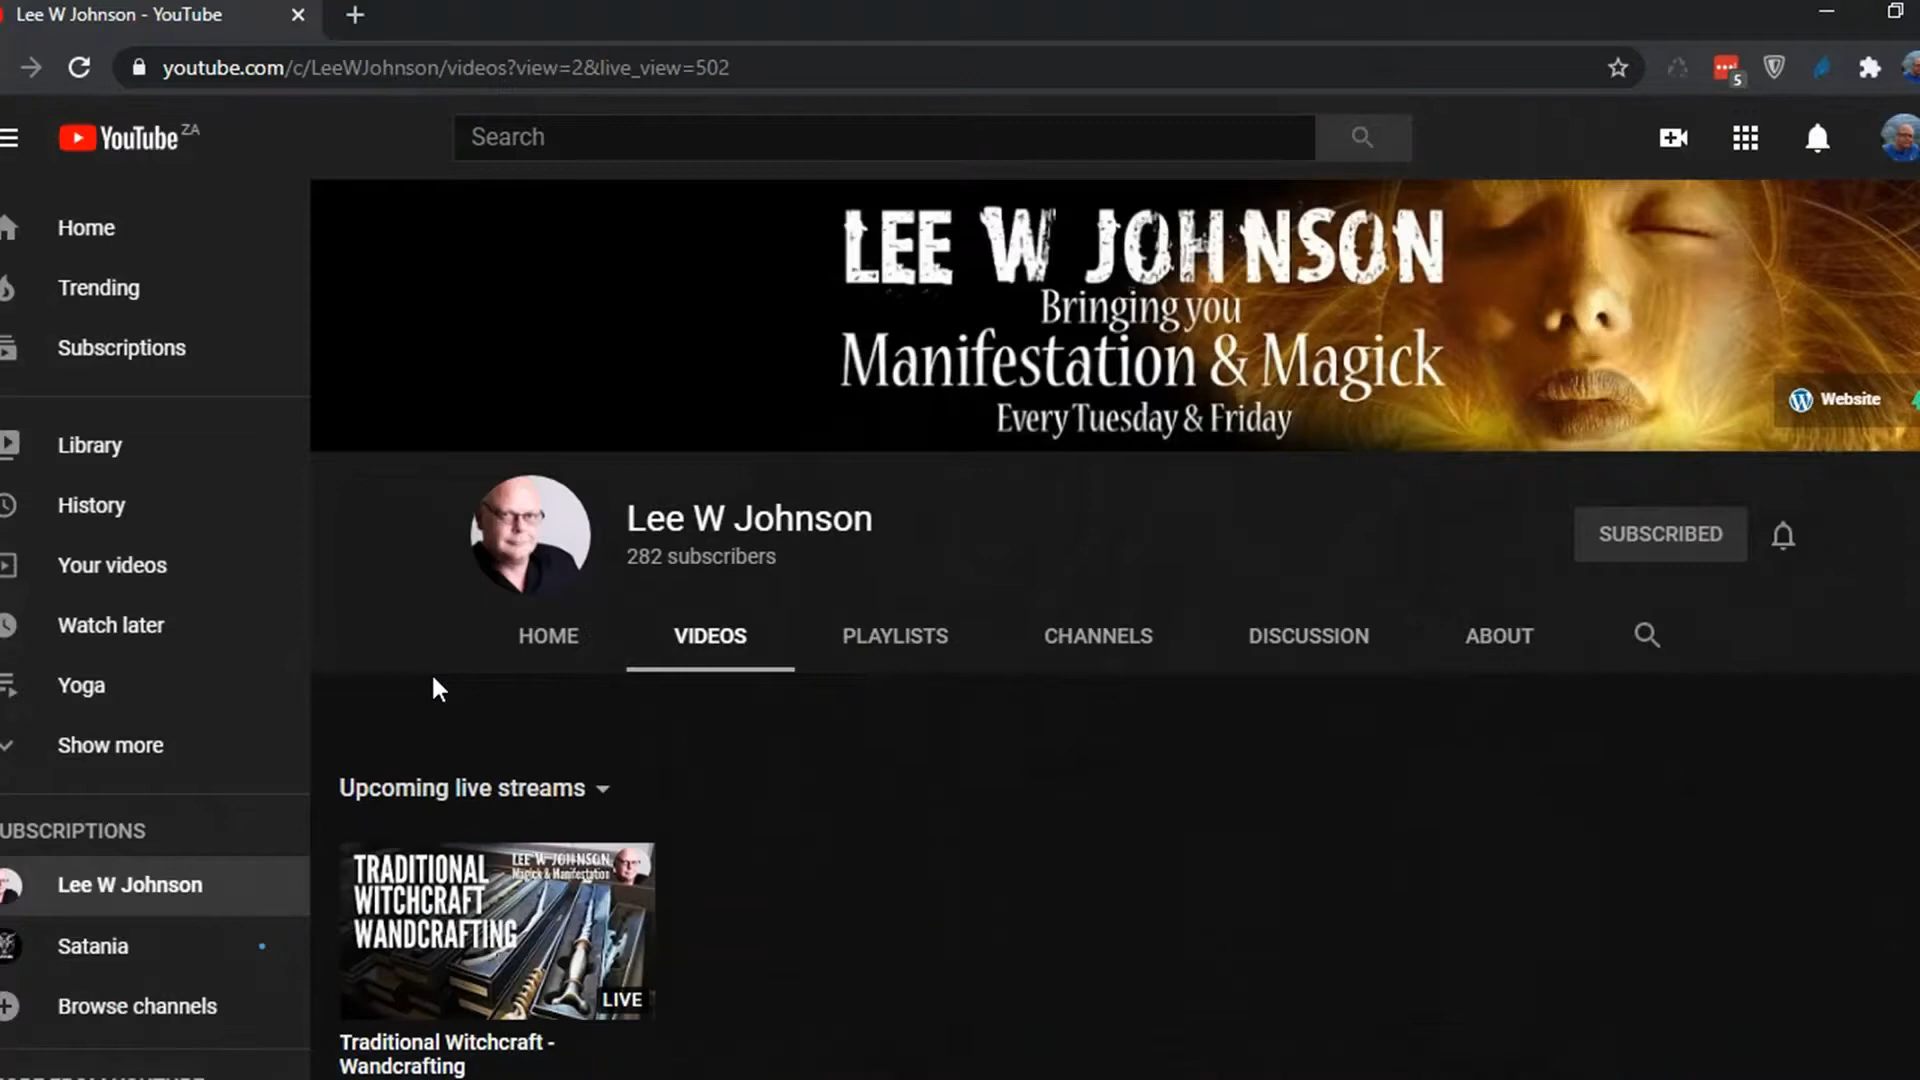 Lee W Johnson - YouTube
youtube.com/c/LeeWJohnson/videos?view=2&live_view=502
5
YouTube ZA
Search
Home
Trending
Subscriptions
Library
History
Your videos
Watch later
Yoga
Show more
UBSCRIPTIONS
Lee W Johnson
Satania
Browse channels
LEE W JOHNSON
Bringing you
Manifestation & Magick
Every Tuesday & Friday
Website
Lee W Johnson
282 subscribers
SUBSCRIBED
HOME VIDEOS PLAYLISTS CHANNELS DISCUSSION ABOUT
Upcoming live streams
TRADITIONAL
WITCHCRAFT
WANDCRAFTING
LEE W JOHNSON
Magick & Manifestation
LIVE
Traditional Witchcraft -
Wandcrafting